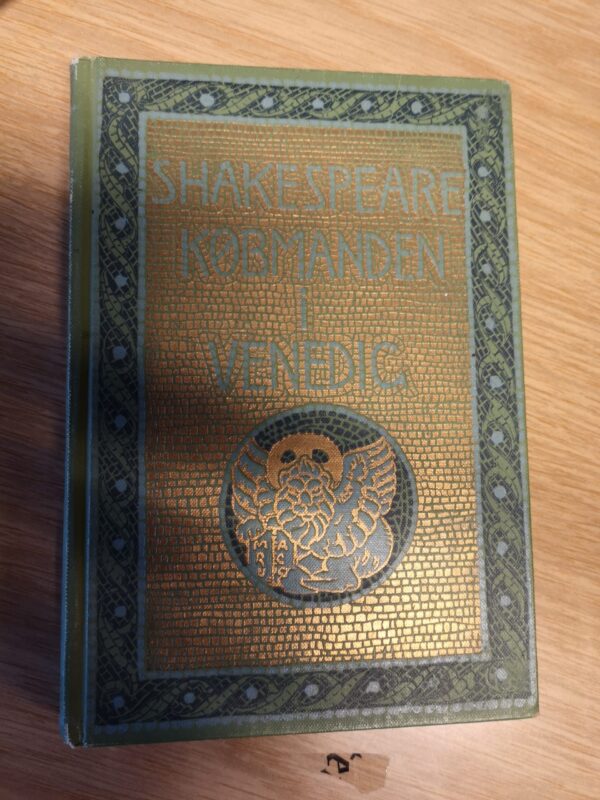 SHAKESPEARE
KØBMANDEN
I
VENEDIG